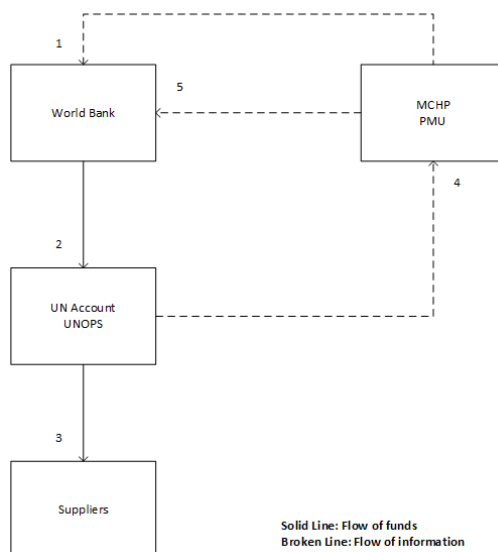 1
5
World Bank
MCHP
PMU
4
2
UN Account
UNOPS
3
Suppliers
Solid Line: Flow of funds
Broken Line: Flow of information